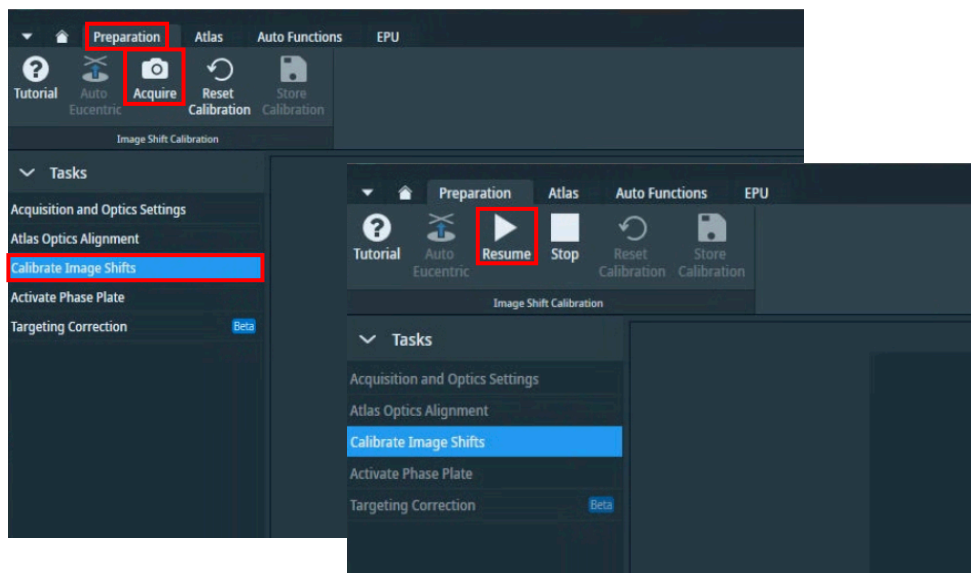 Preparation Atlas Auto Functions EPU
Tutorial Auto Eucentric Acquire Reset Calibration Store Calibration
Image Shift Calibration
Tasks
Acquisition and Optics Settings
Atlas Optics Alignment
Calibrate Image Shifts
Activate Phase Plate
Targeting Correction Beta
Preparation Atlas Auto Functions EPU
Tutorial Auto Eucentric Resume Stop Reset Calibration Store Calibration
Image Shift Calibration
Tasks
Acquisition and Optics Settings
Atlas Optics Alignment
Calibrate Image Shifts
Activate Phase Plate
Targeting Correction Beta